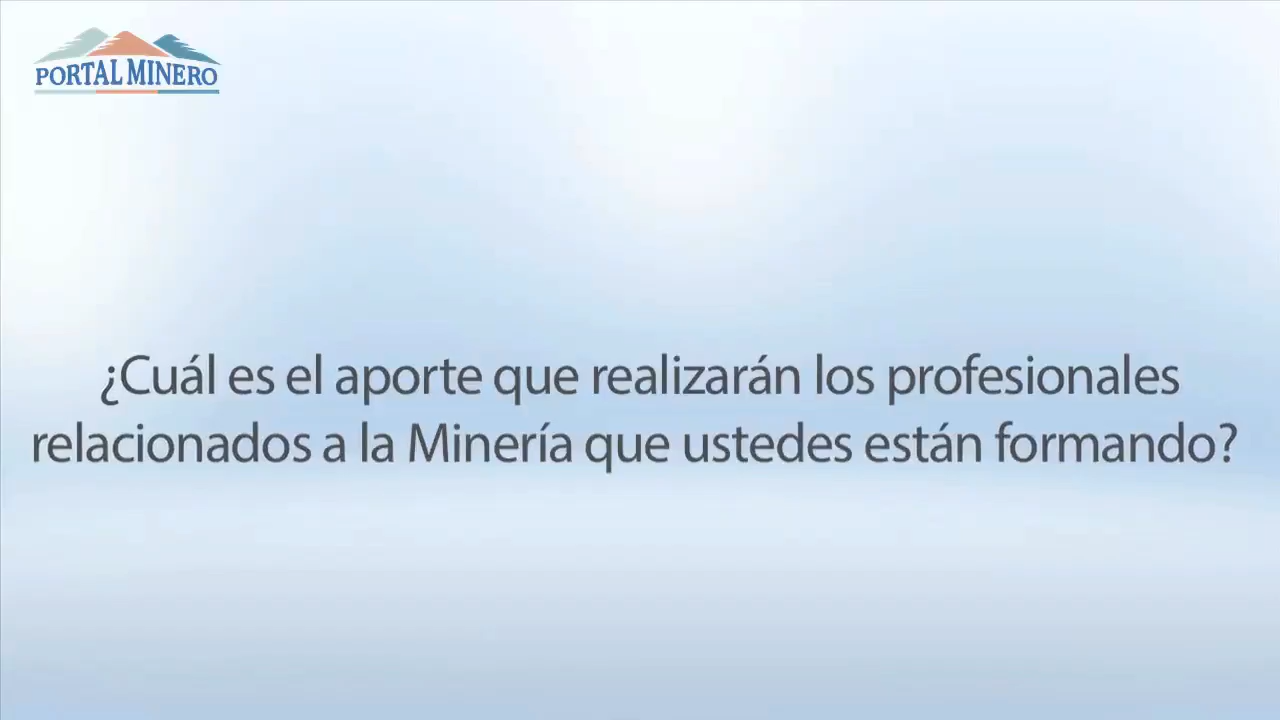 PORTAL MINERO
¿Cuál es el aporte que realizarán los profesionales
relacionados a la Minería que ustedes están formando?